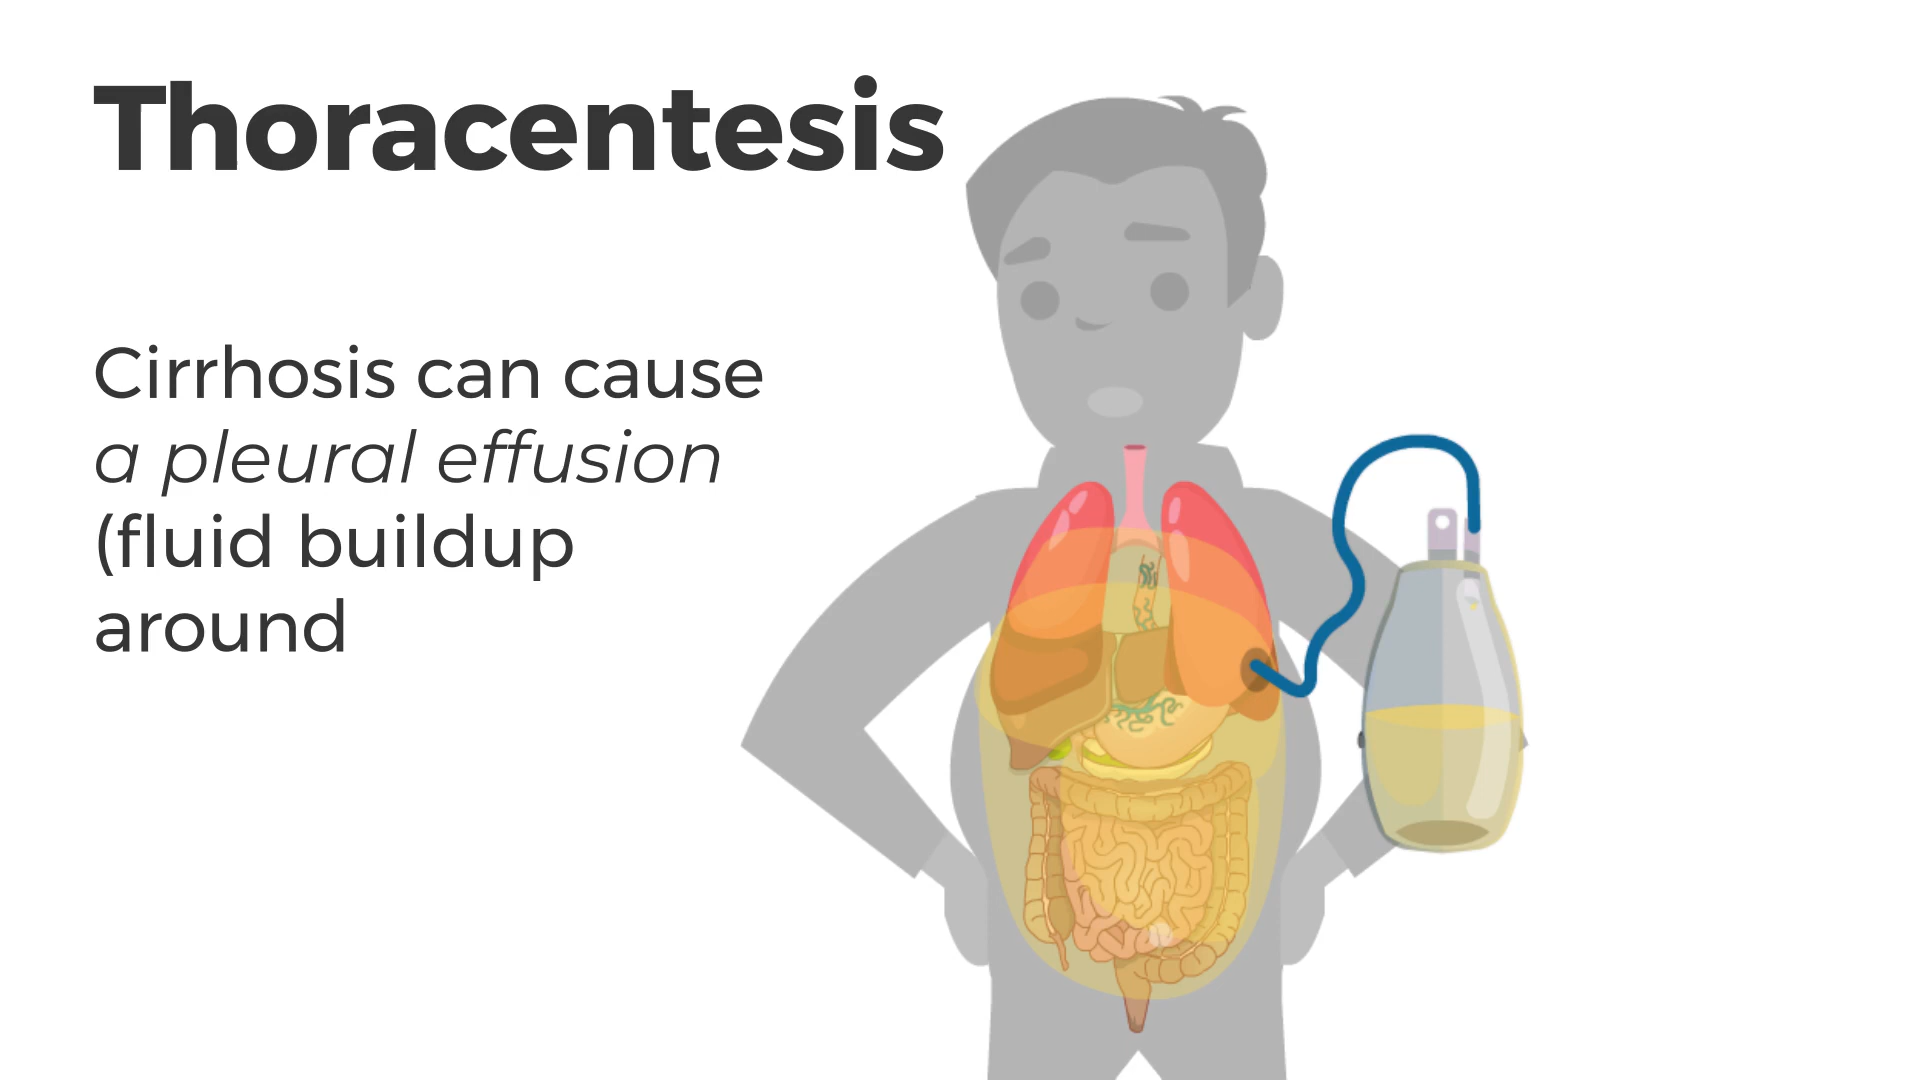 Thoracentesis
Cirrhosis can cause
a pleural effusion
(fluid buildup
around